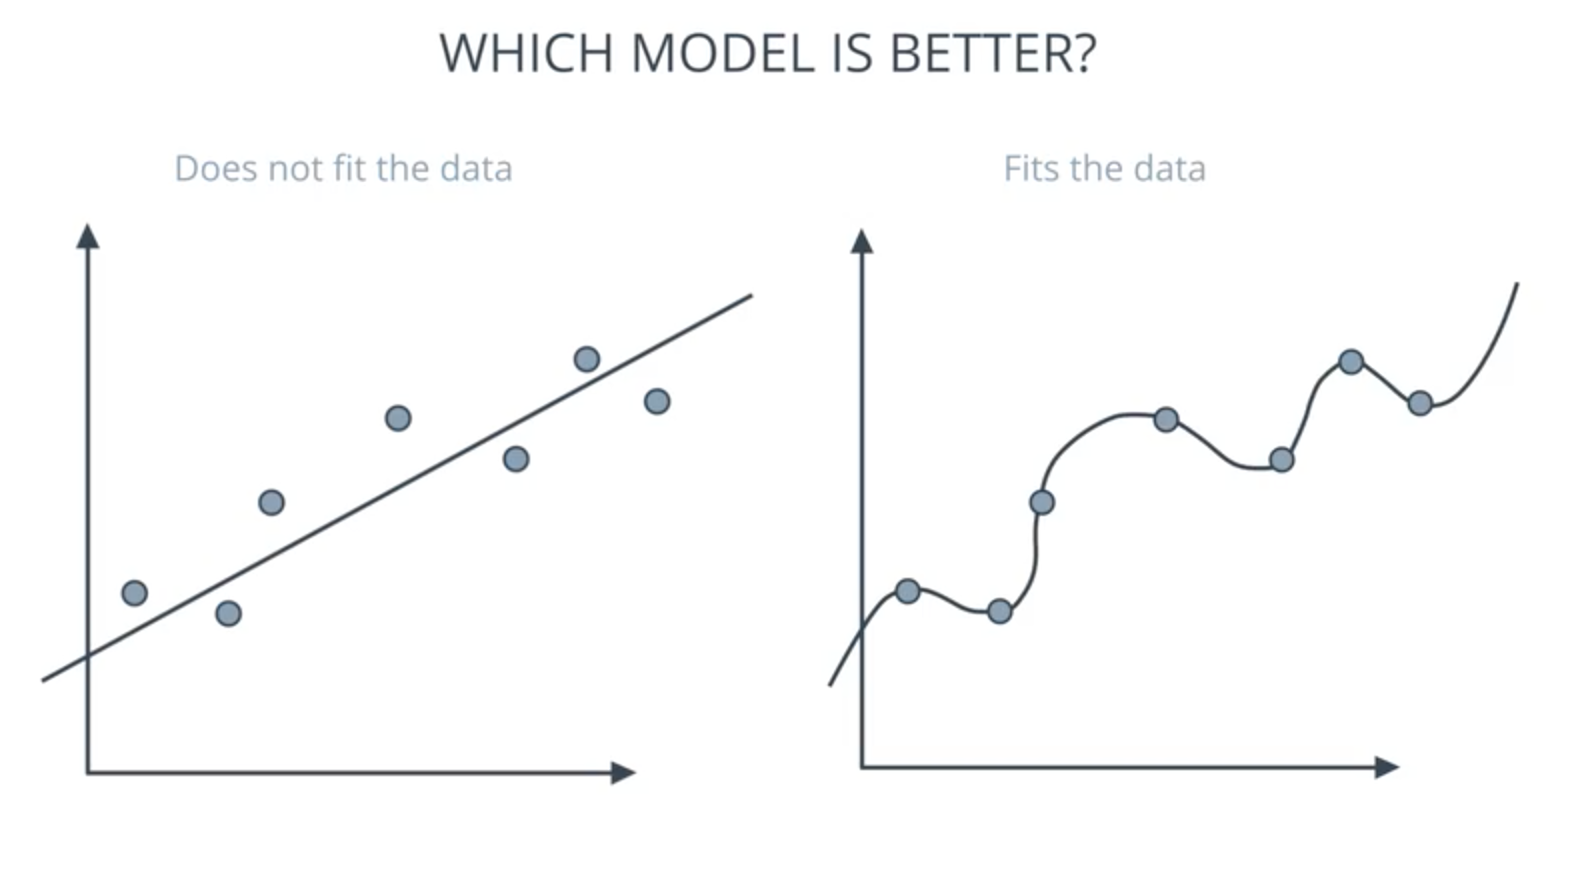 WHICH MODEL IS BETTER?
Does not fit the data
Fits the data